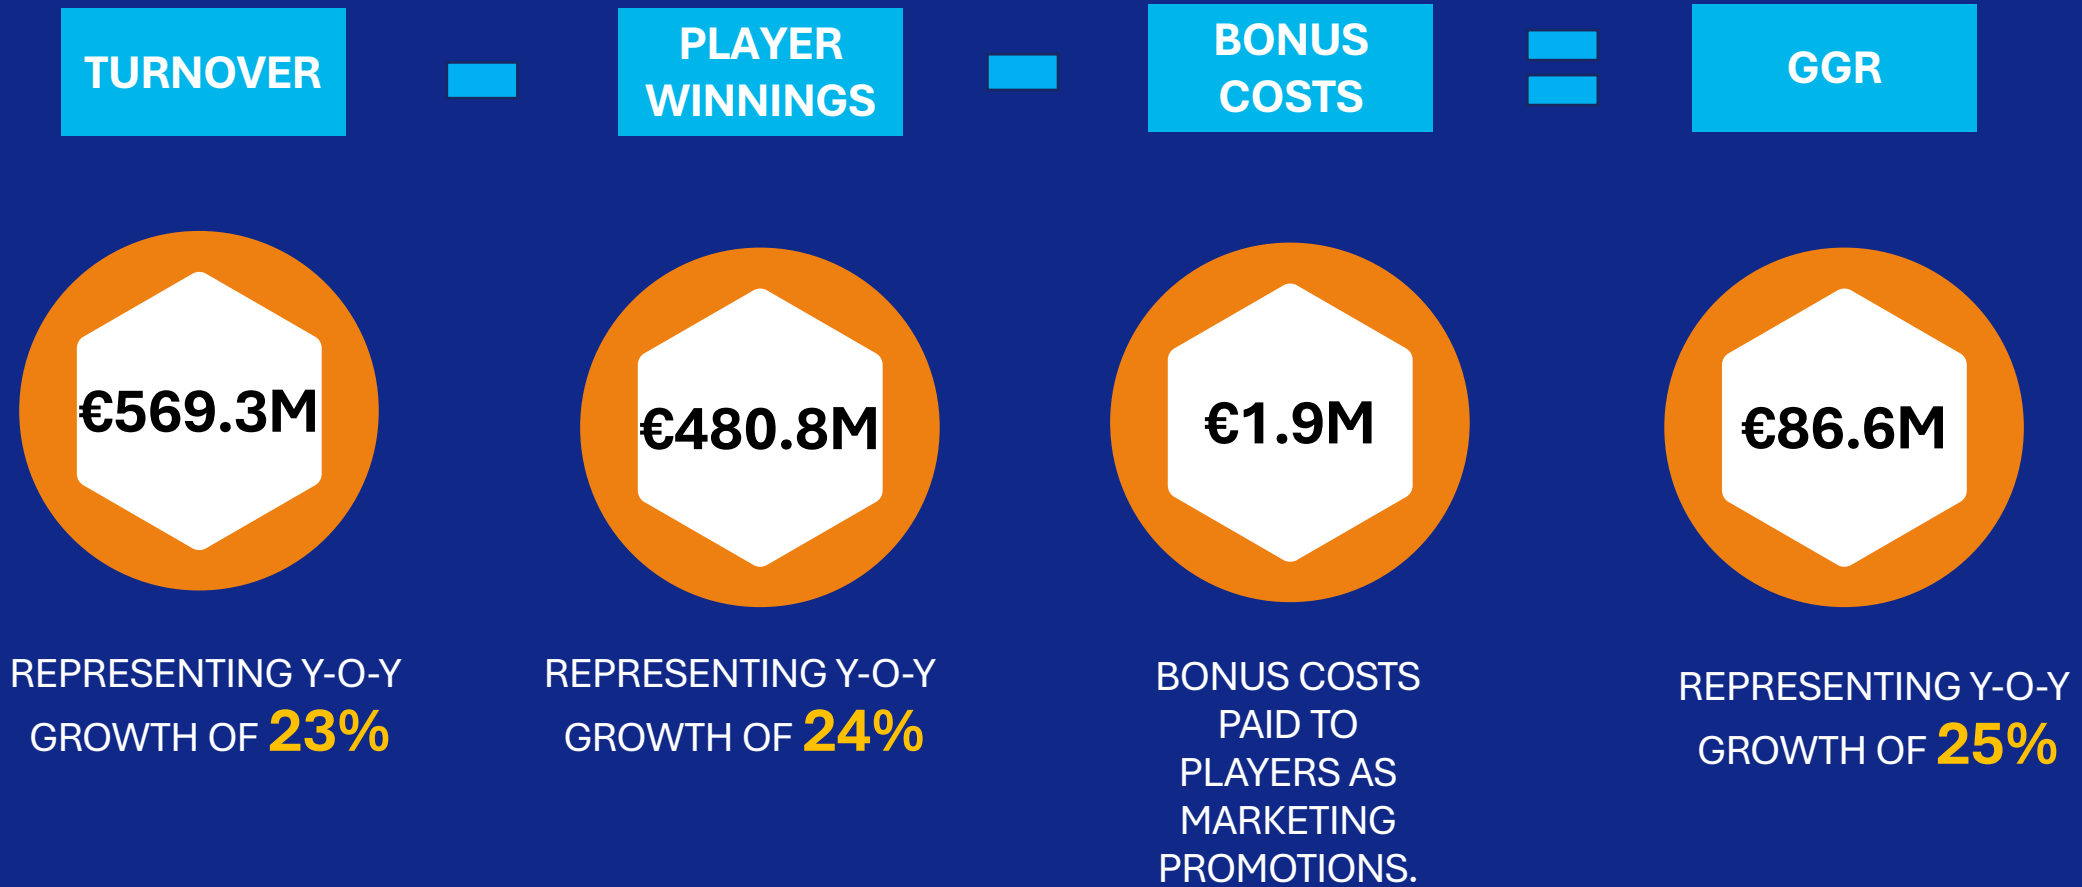 TURNOVER
PLAYER
WINNINGS
BONUS
COSTS
GGR
€569.3M
€480.8M
€1.9M
€86.6M
REPRESENTING Y-O-Y
GROWTH OF 23%
REPRESENTING Y-O-Y
GROWTH OF 24%
BONUS COSTS
PAID TO
PLAYERS AS
MARKETING
PROMOTIONS.
REPRESENTING Y-O-Y
GROWTH OF 25%